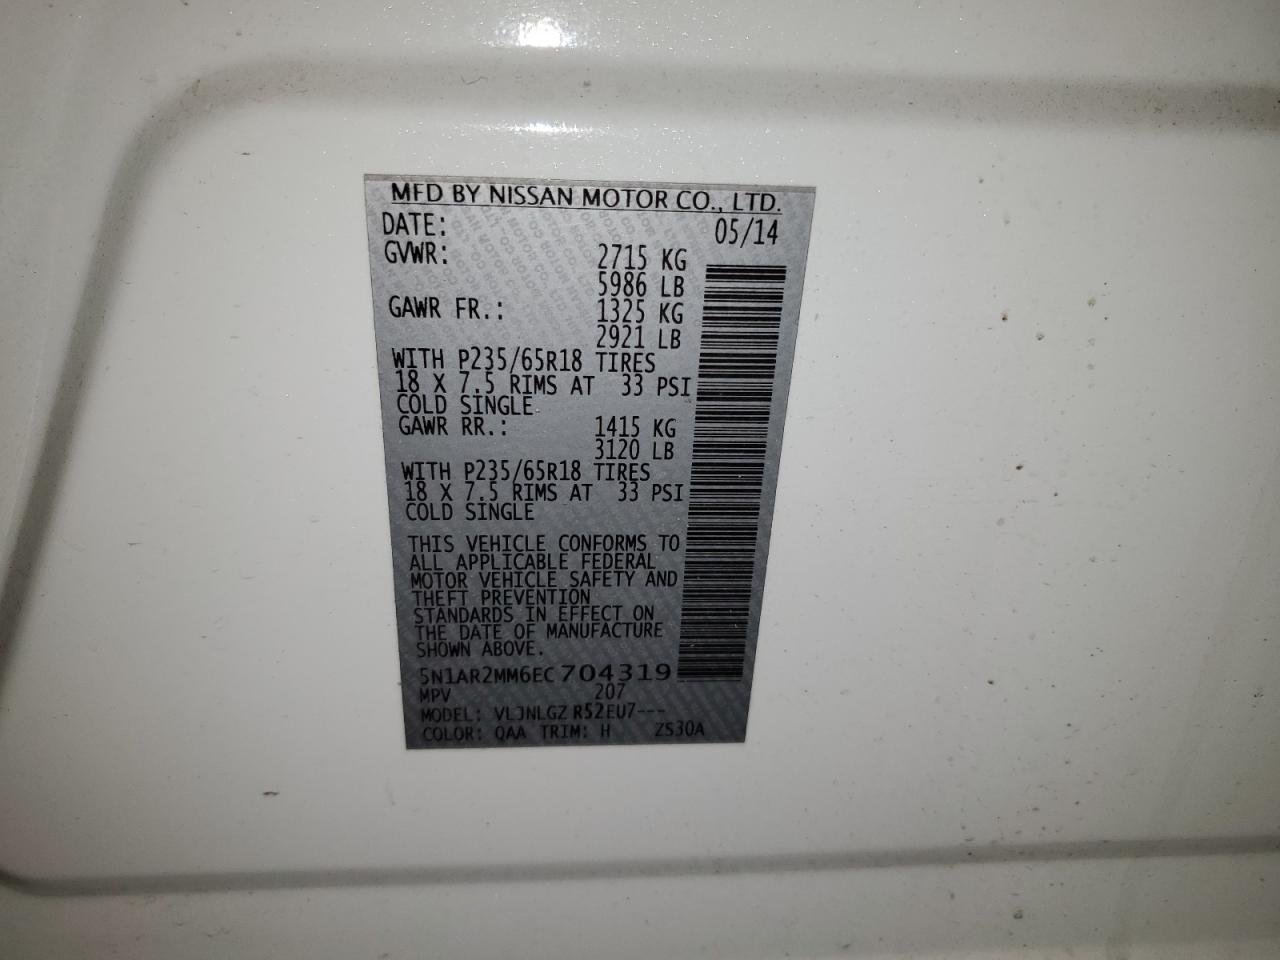 MFD BY NISSAN MOTOR CO., LTD.
DATE: 05/14
GVWR: 2715 KG
5986 LB
GAWR FR.: 1325 KG
2921 LB
WITH P235/65R18 TIRES
18 X 7.5 RIMS AT 33 PSI
COLD SINGLE
GAWR RR.: 1415 KG
3120 LB
WITH P235/65R18 TIRES
18 X 7.5 RIMS AT 33 PSI
COLD SINGLE
THIS VEHICLE CONFORMS TO
ALL APPLICABLE FEDERAL
MOTOR VEHICLE SAFETY AND
THEFT PREVENTION
STANDARDS IN EFFECT ON
THE DATE OF MANUFACTURE
SHOWN ABOVE.
5N1AR2MM6EC704319
MPV 207
MODEL: VLJNLGZ R52EU7---
COLOR: QAA TRIM: H ZS30A